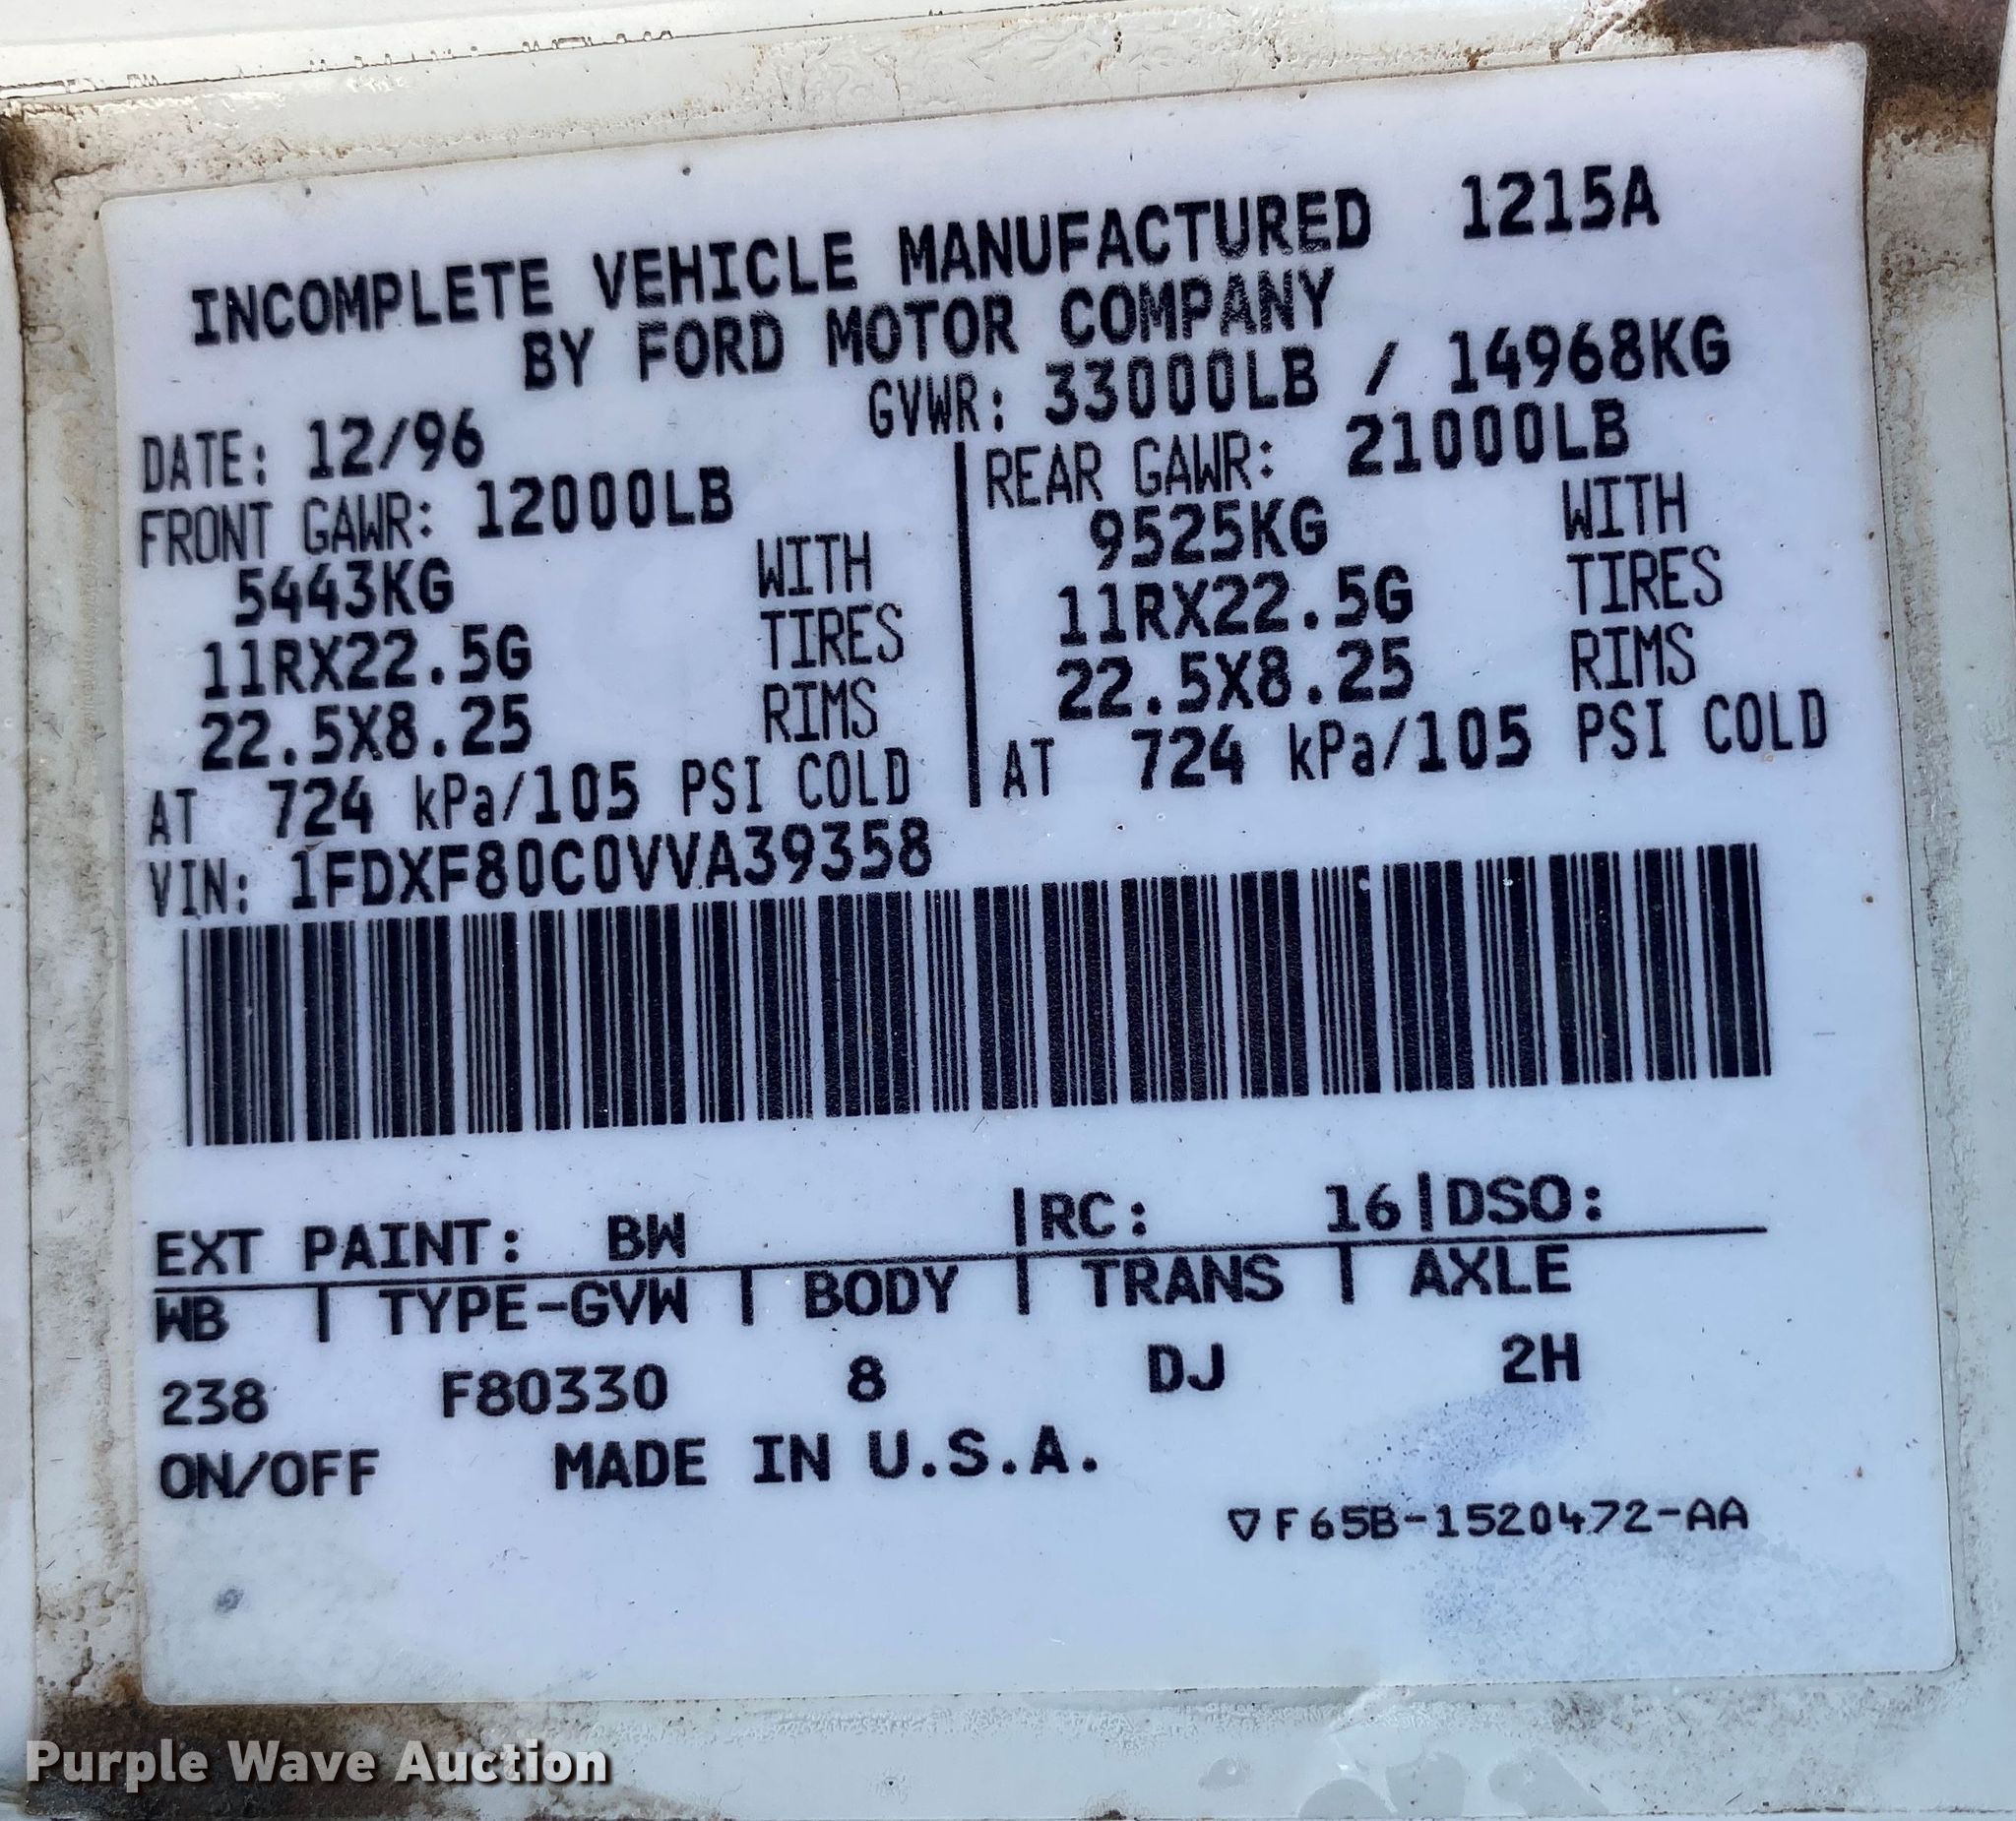 INCOMPLETE VEHICLE MANUFACTURED 1215A
BY FORD MOTOR COMPANY
DATE: 12/96 GVWR: 33000LB / 14968KG
FRONT GAWR: 12000LB
5443KG WITH
11RX22.5G TIRES
22.5X8.25 RIMS
AT 724 kPa/105 PSI COLD
REAR GAWR: 21000LB
9525KG WITH
11RX22.5G TIRES
22.5X8.25 RIMS
AT 724 kPa/105 PSI COLD
VIN: 1FDXF80C0VVA39358
EXT PAINT: BW |RC: 16|DSO:
WB | TYPE-GVW | BODY | TRANS | AXLE
238 F80330 8 DJ 2H
ON/OFF MADE IN U.S.A.
▽F65B-1520472-AA
Purple Wave Auction